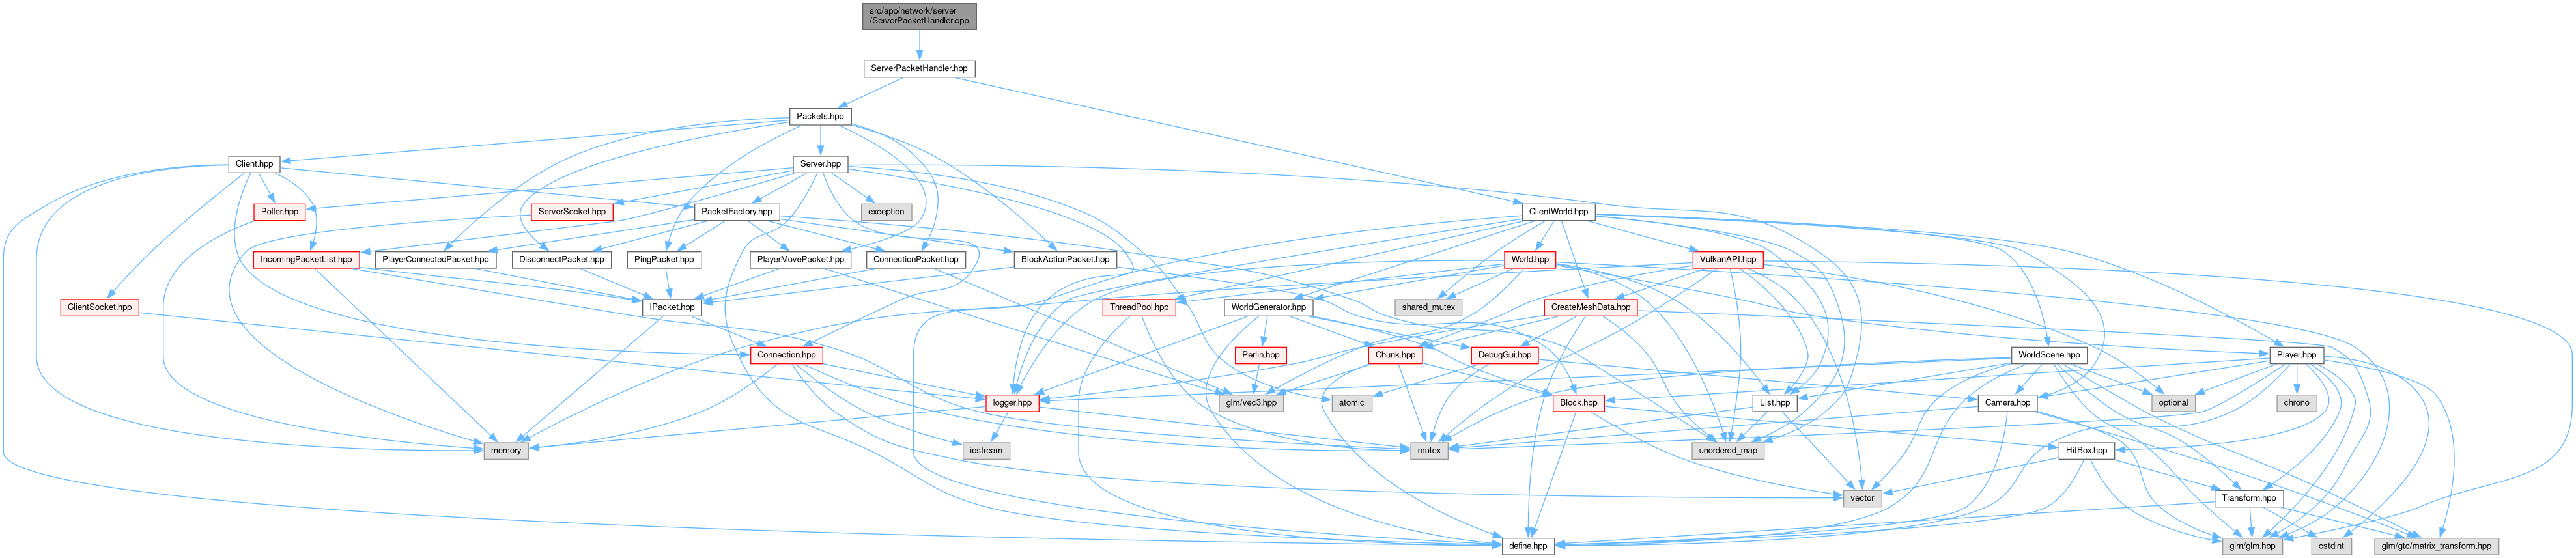 src/app/network/server
/ServerPacketHandler.cpp
ServerPacketHandler.hpp
Packets.hpp
Client.hpp
Server.hpp
Poller.hpp
ServerSocket.hpp
PacketFactory.hpp
exception
ClientWorld.hpp
IncomingPacketList.hpp
PlayerConnectedPacket.hpp
DisconnectPacket.hpp
PingPacket.hpp
PlayerMovePacket.hpp
ConnectionPacket.hpp
BlockActionPacket.hpp
World.hpp
VulkanAPI.hpp
ClientSocket.hpp
IPacket.hpp
ThreadPool.hpp
WorldGenerator.hpp
shared_mutex
CreateMeshData.hpp
Connection.hpp
Perlin.hpp
Chunk.hpp
DebugGui.hpp
WorldScene.hpp
Player.hpp
logger.hpp
glm/vec3.hpp
atomic
Block.hpp
List.hpp
Camera.hpp
optional
chrono
memory
iostream
mutex
unordered_map
HitBox.hpp
vector
Transform.hpp
define.hpp
glm/glm.hpp
cstdint
glm/gtc/matrix_transform.hpp